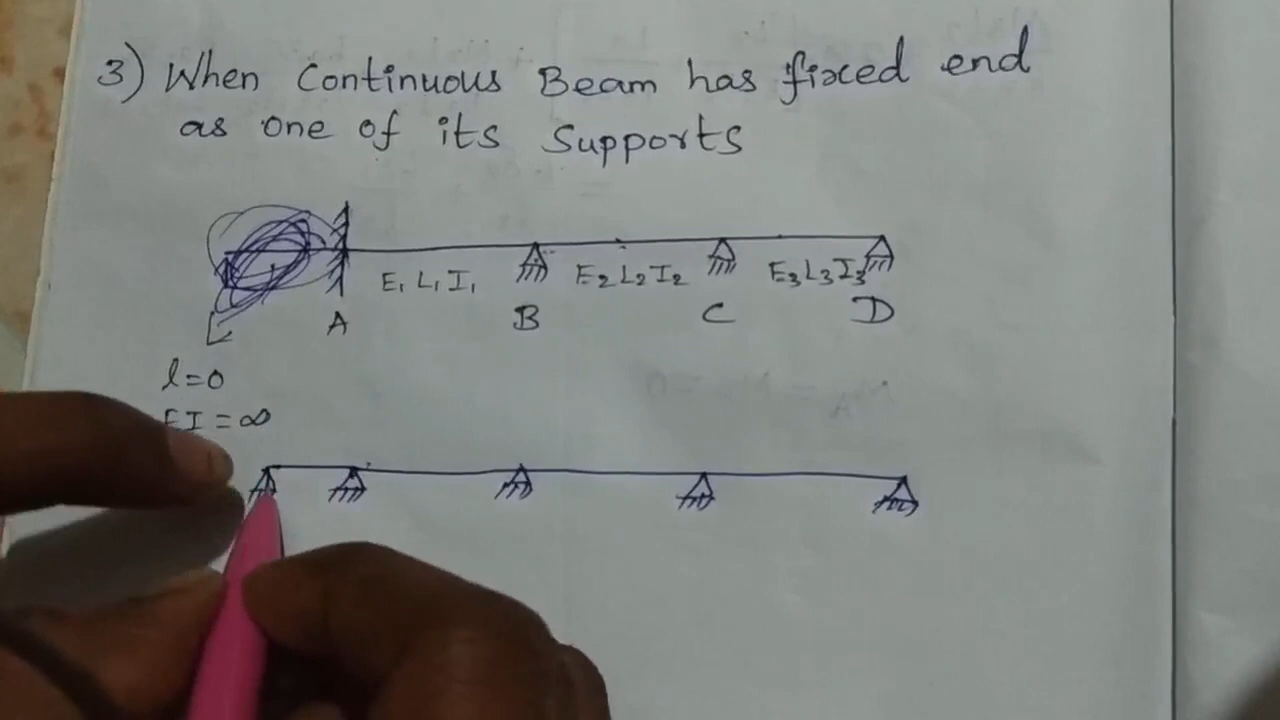 3) When Continuous Beam has fixed end
as one of its Supports
E₁ L₁ I₁ E₂ L₂ I₂ E₃ L₃ I₃
A B C D
l=0
EI = ∞